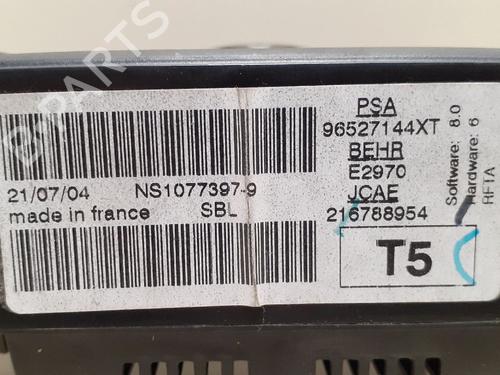 PSA
96527144XT
BEHR
E2970
JCAE
216788954
T5
Software: 8.0
Hardware: 6
RFTA
21/07/04 NS1077397-9
made in france SBL
B-PARTS